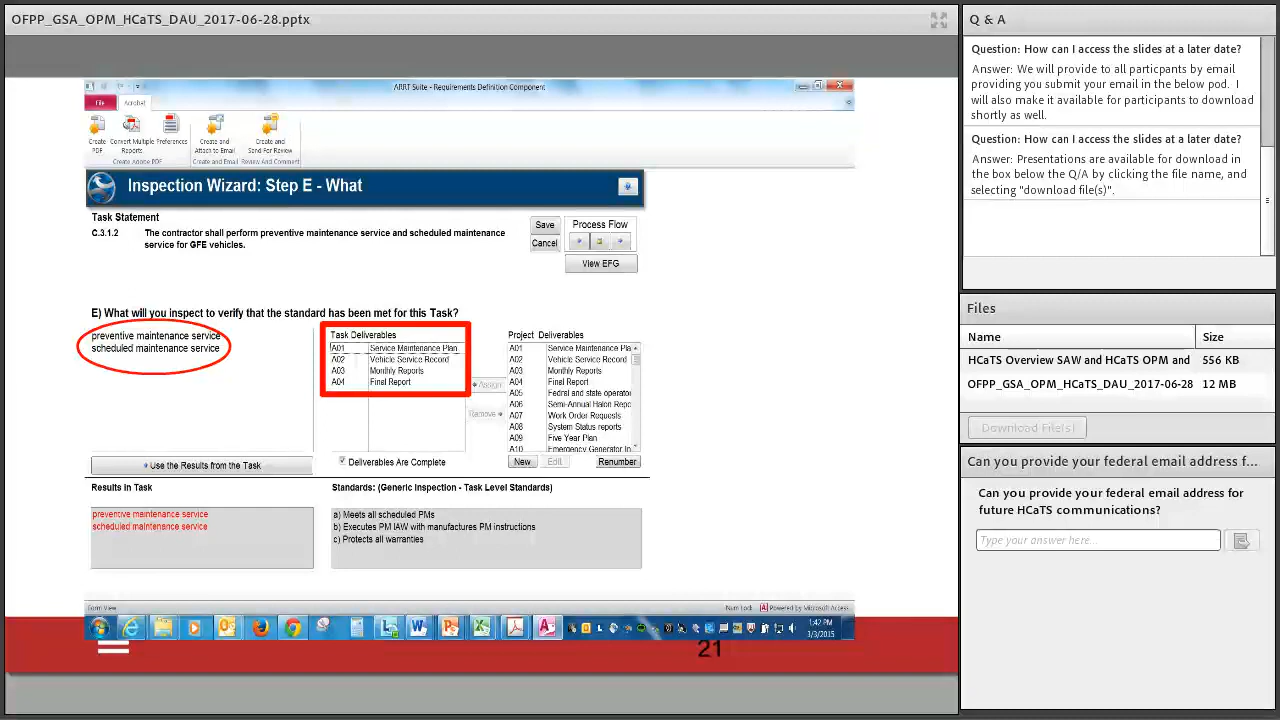 OFPP_GSA_OPM_HCaTS_DAU_2017-06-28.pptx
ARRT Suite - Requirements Definition Component
File
Acrobat
Create PDF
Convert Multiple Reports
Preferences
Create Adobe PDF
Create and Attach to Email
Create and Email
Create and Send For Review
Review And Comment
Inspection Wizard: Step E - What
Task Statement
C.3.1.2 The contractor shall perform preventive maintenance service and scheduled maintenance
service for GFE vehicles.
Save
Cancel
Process Flow
View EFG
E) What will you inspect to verify that the standard has been met for this Task?
preventive maintenance service
scheduled maintenance service
Task Deliverables
A01 Service Maintenance Plan
A02 Vehicle Service Record
A03 Monthly Reports
A04 Final Report
Assign
Remove
Project Deliverables
A01 Service Maintenance Pla
A02 Vehicle Service Record
A03 Monthly Reports
A04 Final Report
A05 Federal and state operator
A06 Semi-Annual Halon Repo
A07 Work Order Requests
A08 System Status reports
A09 Five Year Plan
A10 Emergency Generator In
Use the Results from the Task
Deliverables Are Complete
New
Edit
Renumber
Results in Task
preventive maintenance service
scheduled maintenance service
Standards: (Generic Inspection - Task Level Standards)
a) Meets all scheduled PMs
b) Executes PM IAW with manufactures PM instructions
c) Protects all warranties
Form View
Num Lock
Powered by Microsoft Access
1:42 PM
3/3/2015
21
Q & A
Question: How can I access the slides at a later date?
Answer: We will provide to all particpants by email
providing you submit your email in the below pod. I
will also make it available for participants to download
shortly as well.
Question: How can I access the slides at a later date?
Answer: Presentations are available for download in
the box below the Q/A by clicking the file name, and
selecting "download file(s)".
Files
Name
Size
HCaTS Overview SAW and HCaTS OPM and
556 KB
OFPP_GSA_OPM_HCaTS_DAU_2017-06-28
12 MB
Download File(s)
Can you provide your federal email address f...
Can you provide your federal email address for
future HCaTS communications?
Type your answer here...